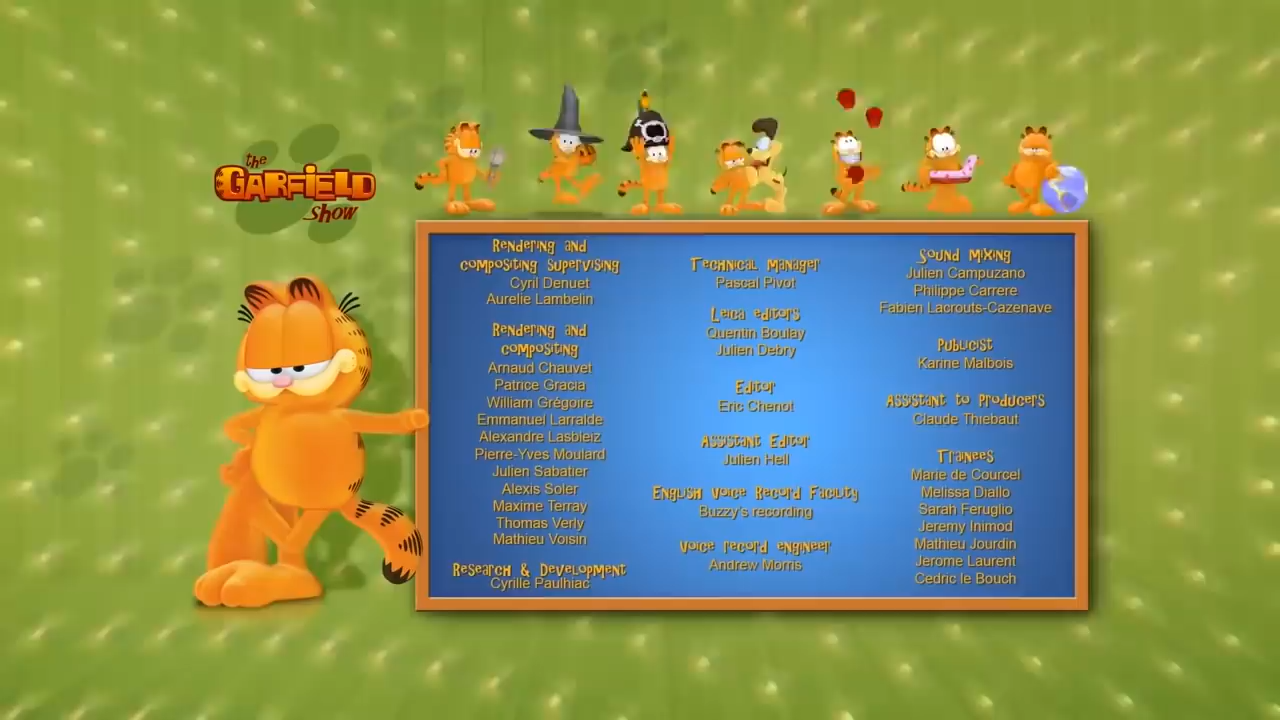 the
GARFIELD
show
Rendering and
compositing supervising
Cyril Denuet
Aurelie Lambelin
Rendering and
compositing
Arnaud Chauvet
Patrice Gracia
William Grégoire
Emmanuel Larralde
Alexandre Lasbleiz
Pierre-Yves Moulard
Julien Sabatier
Alexis Soler
Maxime Terray
Thomas Verly
Mathieu Voisin
Research & Development
Cyrille Paulhiac
Technical Manager
Pascal Pivot
Leica editors
Quentin Boulay
Julien Debry
Editor
Eric Chenot
Assistant Editor
Julien Hell
English Voice Record Facility
Buzzy's recording
Voice record engineer
Andrew Morris
Sound Mixing
Julien Campuzano
Philippe Carrere
Fabien Lacrouts-Cazenave
Publicist
Karine Malbois
Assistant to Producers
Claude Thiebaut
Trainees
Marie de Courcel
Melissa Diallo
Sarah Feruglio
Jeremy Inimod
Mathieu Jourdin
Jerome Laurent
Cedric le Bouch